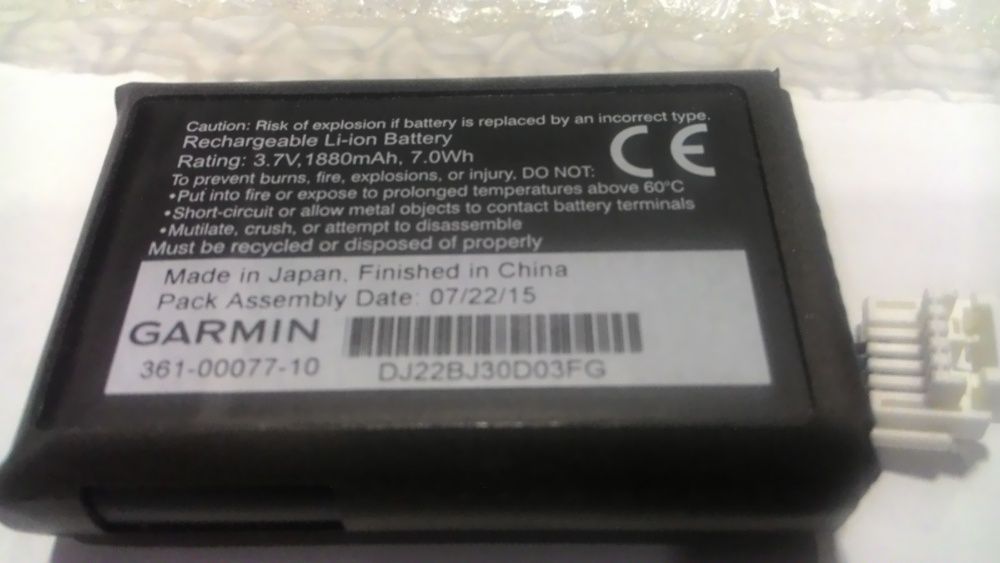 Caution: Risk of explosion if battery is replaced by an incorrect type.
Rechargeable Li-ion Battery
Rating: 3.7V, 1880mAh, 7.0Wh
To prevent burns, fire, explosions, or injury, DO NOT:
•Put into fire or expose to prolonged temperatures above 60°C
•Short-circuit or allow metal objects to contact battery terminals
•Mutilate, crush, or attempt to disassemble
Must be recycled or disposed of properly
CE
Made in Japan, Finished in China
Pack Assembly Date: 07/22/15
GARMIN
361-00077-10
DJ22BJ30D03FG